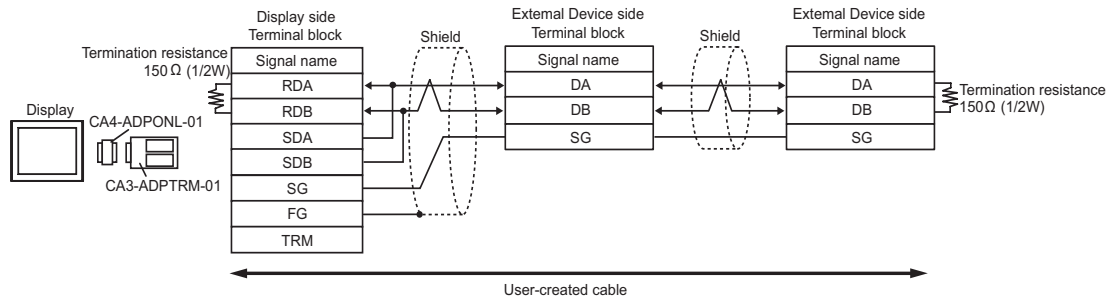 Display side
Terminal block
External Device side
Terminal block
External Device side
Terminal block
Shield
Shield
Termination resistance
150 Ω (1/2W)
Signal name
RDA
RDB
SDA
SDB
SG
FG
TRM
Signal name
DA
DB
SG
Signal name
DA
DB
SG
Termination resistance
150Ω (1/2W)
Display
CA4-ADPONL-01
CA3-ADPTRM-01
User-created cable